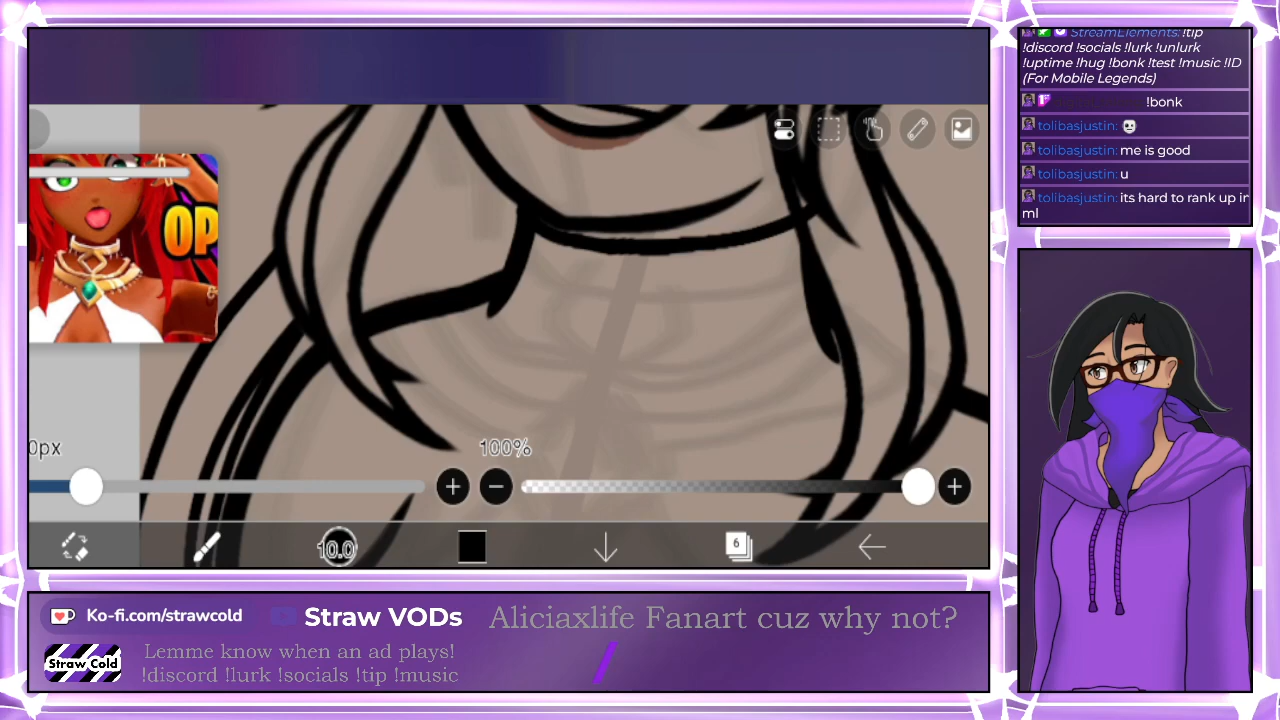 StreamElements: !tip
!discord !socials !lurk !unlurk
!uptime !hug !bonk !test !music !ID
(For Mobile Legends)
!bonk
tolibasjustin:
tolibasjustin: me is good
tolibasjustin: u
tolibasjustin: its hard to rank up in
ml
OP
0px
100%
10.0
6
Ko-fi.com/strawcold
Straw VODs
Aliciaxlife Fanart cuz why not?
Straw Cold
Lemme know when an ad plays!
!discord !lurk !socials !tip !music